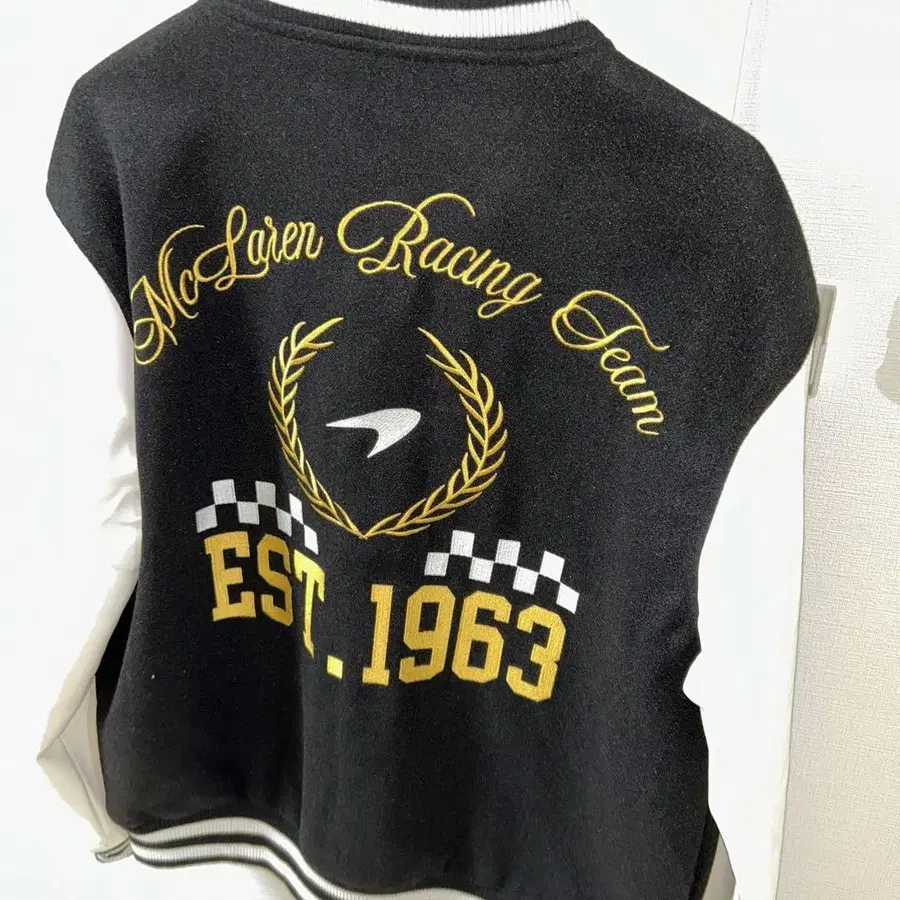 McLaren Racing Team
EST. 1963